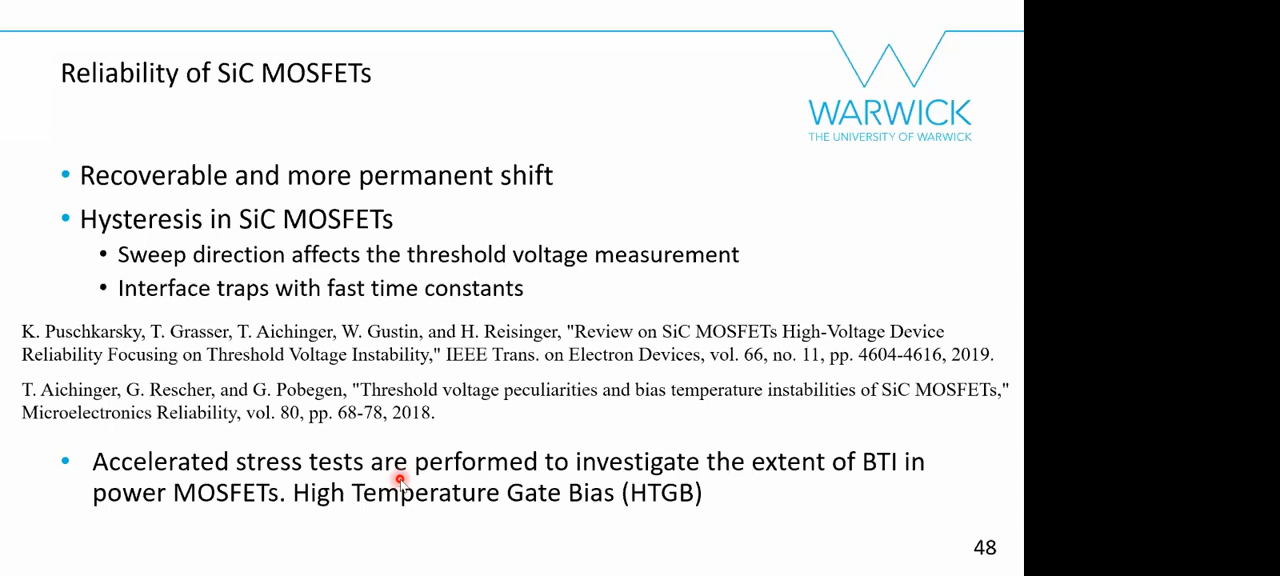 Reliability of SiC MOSFETs
WARWICK
THE UNIVERSITY OF WARWICK
• Recoverable and more permanent shift
• Hysteresis in SiC MOSFETs
• Sweep direction affects the threshold voltage measurement
• Interface traps with fast time constants
K. Puschkarsky, T. Grasser, T. Aichinger, W. Gustin, and H. Reisinger, "Review on SiC MOSFETs High-Voltage Device
Reliability Focusing on Threshold Voltage Instability," IEEE Trans. on Electron Devices, vol. 66, no. 11, pp. 4604-4616, 2019.
T. Aichinger, G. Rescher, and G. Pobegen, "Threshold voltage peculiarities and bias temperature instabilities of SiC MOSFETs,"
Microelectronics Reliability, vol. 80, pp. 68-78, 2018.
• Accelerated stress tests are performed to investigate the extent of BTI in
power MOSFETs. High Temperature Gate Bias (HTGB)
48